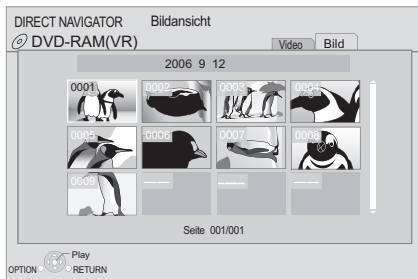 DIRECT NAVIGATOR Bildansicht
DVD-RAM(VR) Video Bild
2006 9 12
0001 0002 0003 0004
0005 0006 0007 0008
0009 --- --- ---
Seite 001/001
Play
OPTION RETURN